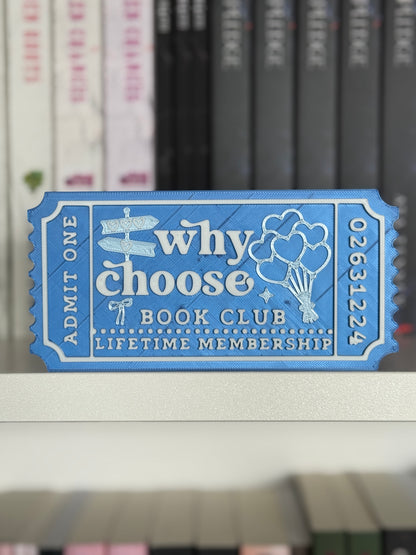 ADMIT ONE
why
choose
BOOK CLUB
LIFETIME MEMBERSHIP
02631224